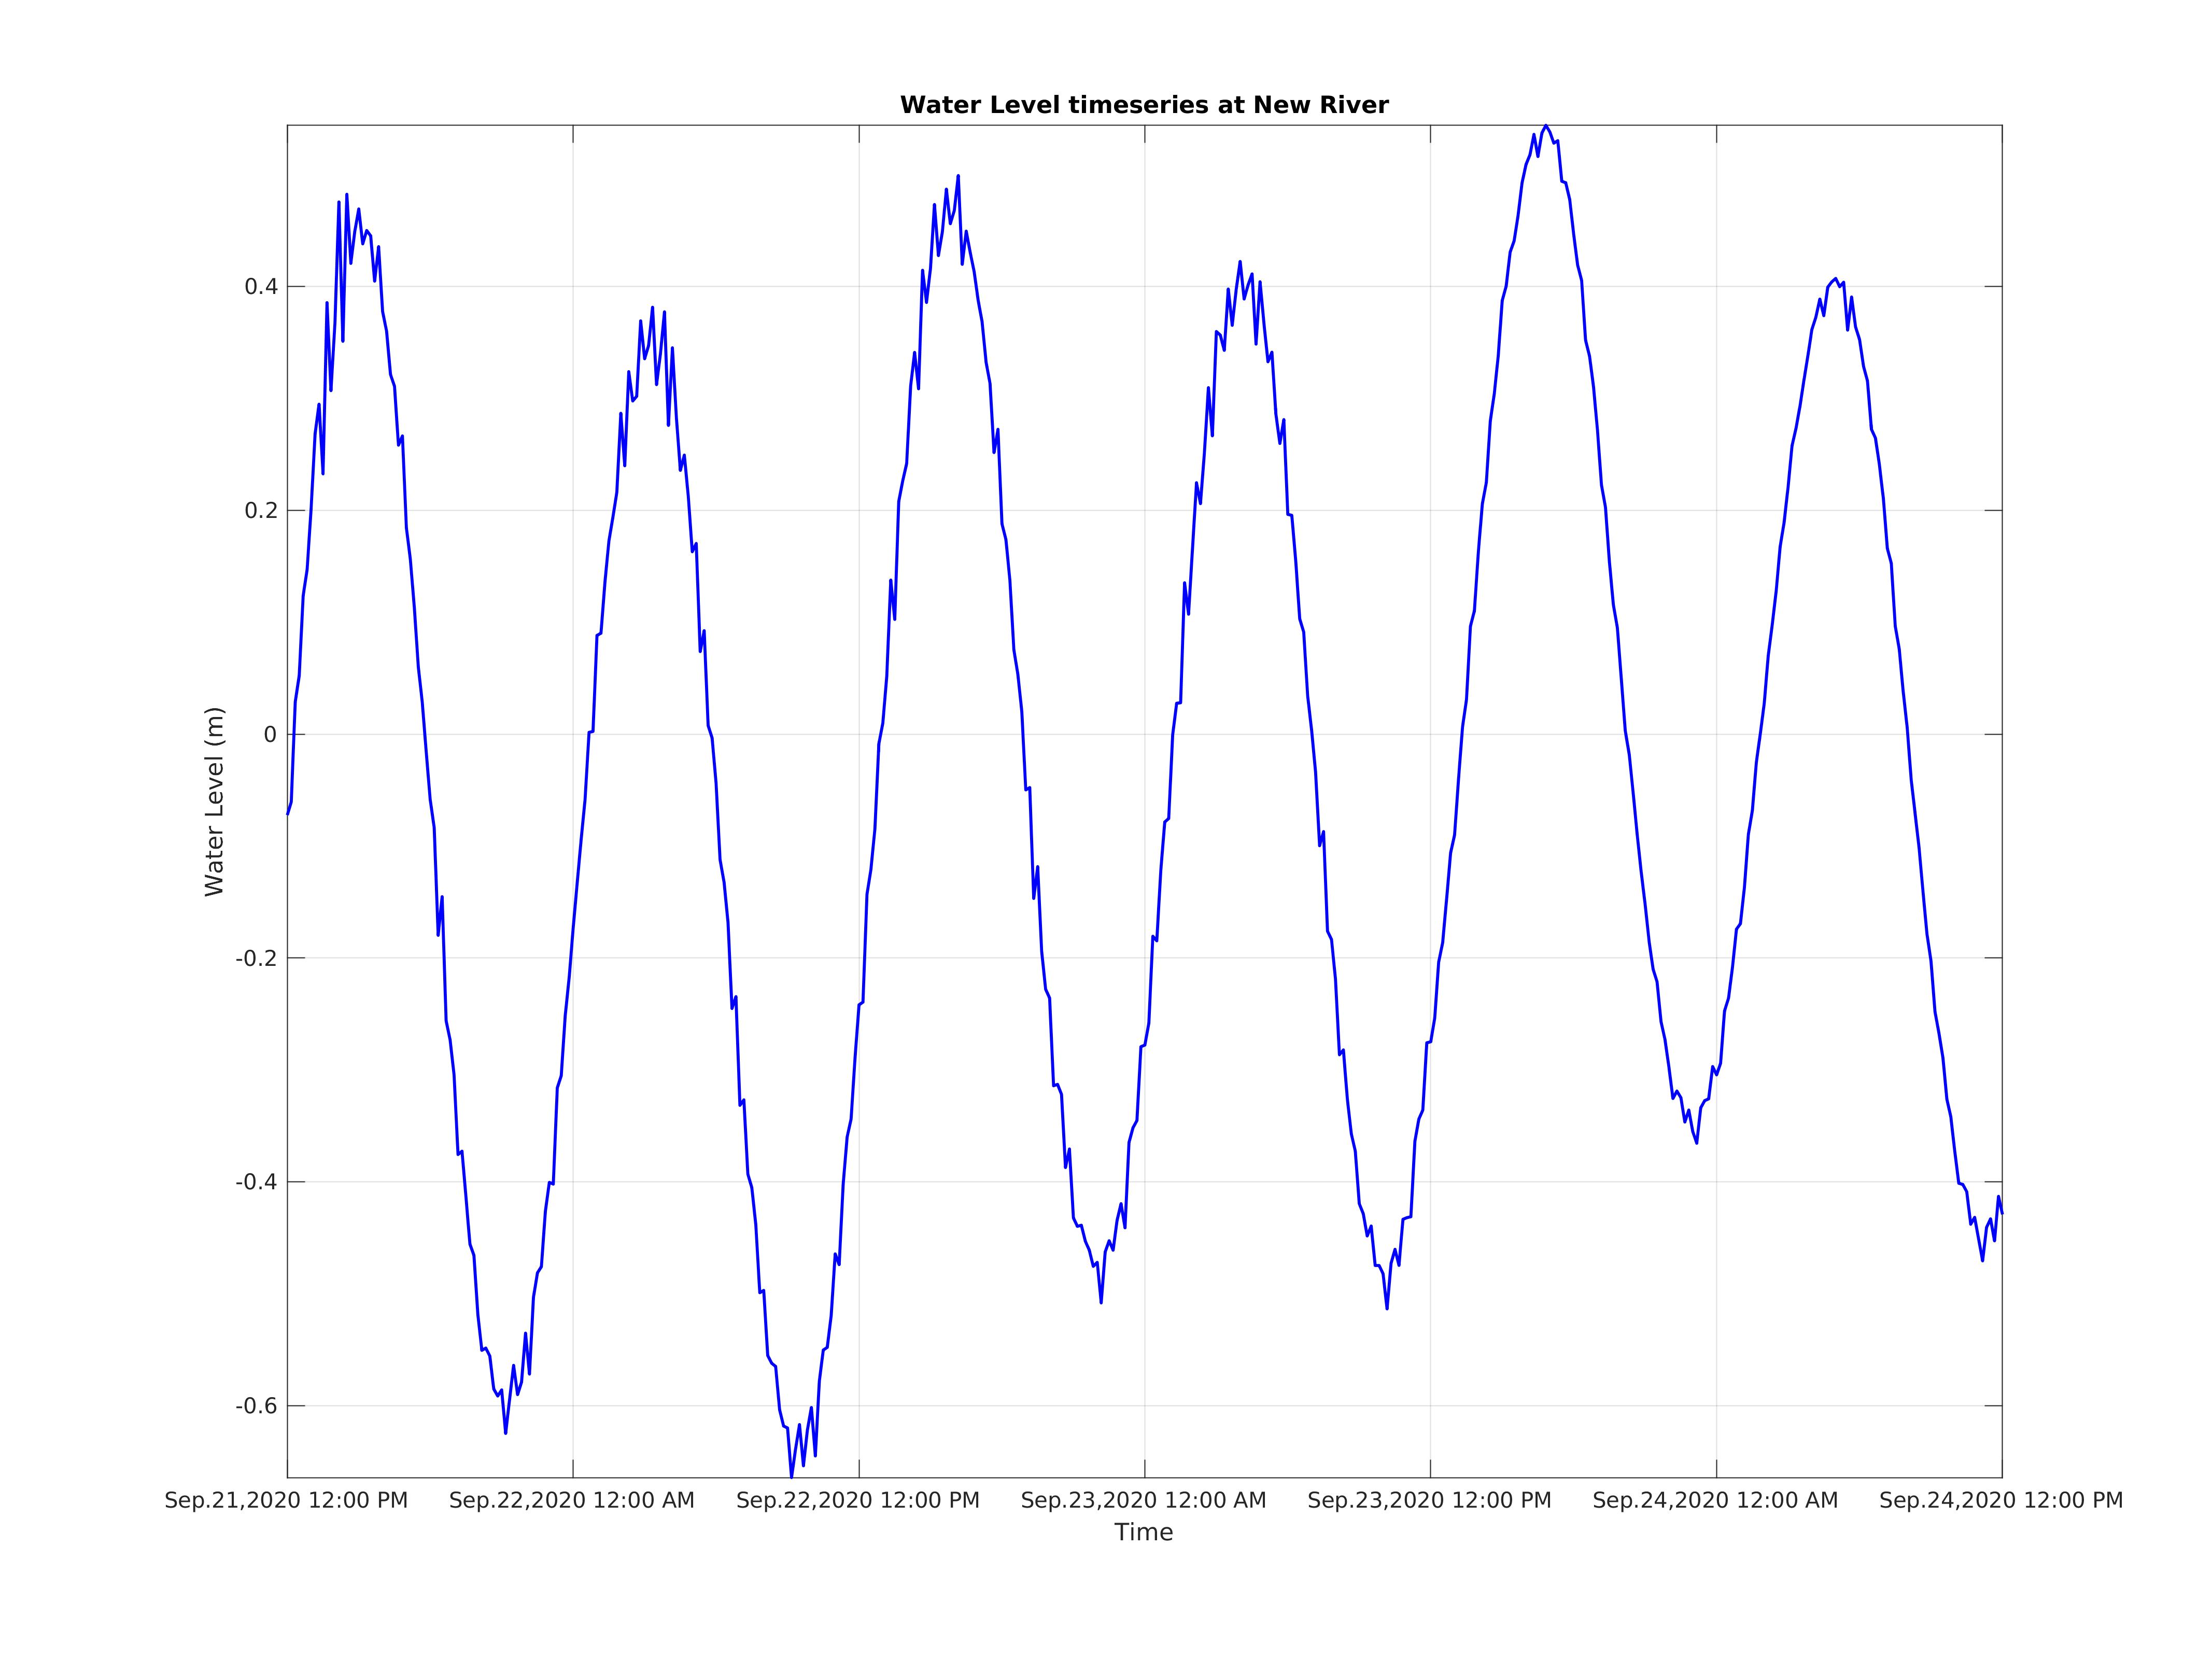 Water Level timeseries at New River
0.4
0.2
0
-0.2
-0.4
-0.6
Water Level (m)
Sep.21,2020 12:00 PM
Sep.22,2020 12:00 AM
Sep.22,2020 12:00 PM
Sep.23,2020 12:00 AM
Sep.23,2020 12:00 PM
Sep.24,2020 12:00 AM
Sep.24,2020 12:00 PM
Time